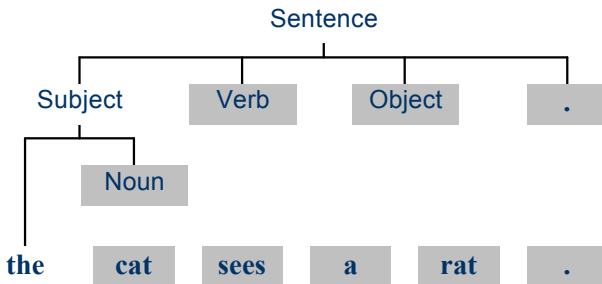 Sentence
Subject Verb Object .
Noun
the cat sees a rat .